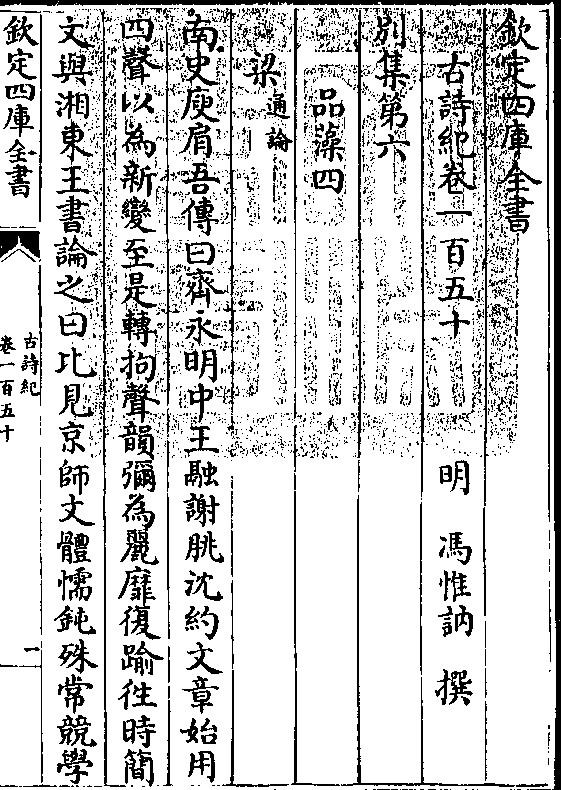 欽定四庫全書
古詩紀卷一百五十
明 馮惟訥 撰
別集第六
品藻四
梁通論
南史庾肩吾傳曰齊永明中王融謝朓沈約文章始用
四聲以為新變至是轉拘聲韻彌為麗靡復踰徃時簡
文與湘東王書論之曰比見京師文體懦鈍殊常競學
欽定四庫全書
古詩紀
卷一百五十
一